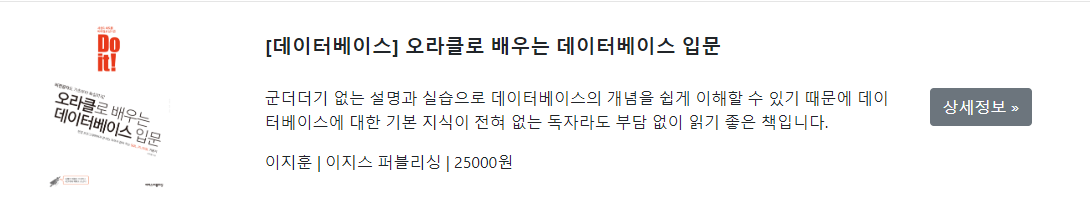 Do
it!
오라클로 배우는
데이터베이스 입문
[데이터베이스] 오라클로 배우는 데이터베이스 입문
군더더기 없는 설명과 실습으로 데이터베이스의 개념을 쉽게 이해할 수 있기 때문에 데이
터베이스에 대한 기본 지식이 전혀 없는 독자라도 부담 없이 읽기 좋은 책입니다.
이지훈 | 이지스 퍼블리싱 | 25000원
상세정보 »